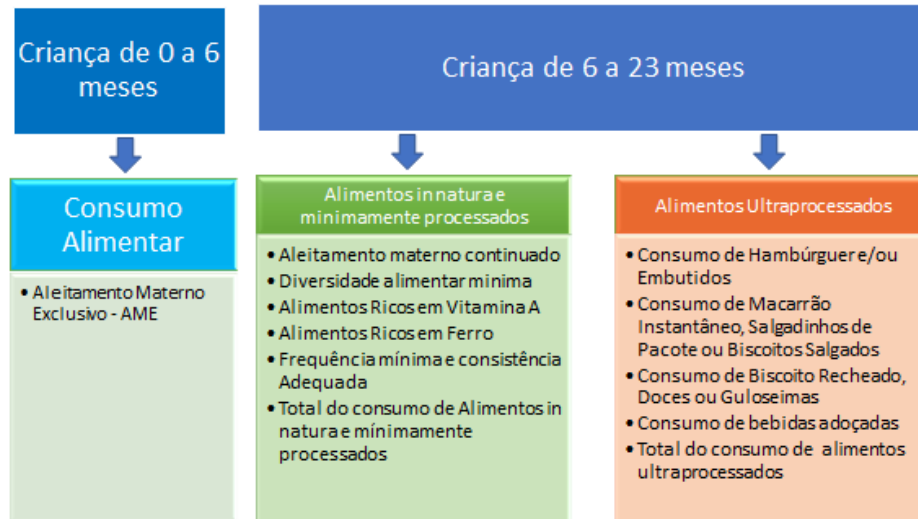 Criança de 0 a 6
meses
Criança de 6 a 23 meses
Consumo
Alimentar
• Aleitamento Materno
Exclusivo - AME
Alimentos in natura e
minimamente processados
• Aleitamento materno continuado
• Diversidade alimentar minima
• Alimentos Ricos em Vitamina A
• Alimentos Ricos em Ferro
• Frequência mínima e consistência
Adequada
• Total do consumo de Alimentos in
natura e mínimamente
processados
Alimentos Ultraprocessados
• Consumo de Hambúrguer e/ou
Embutidos
• Consumo de Macarrão
Instantâneo, Salgadinhos de
Pacote ou Biscoitos Salgados
• Consumo de Biscoito Recheado,
Doces ou Guloseimas
• Consumo de bebidas adoçadas
• Total do consumo de alimentos
ultraprocessados